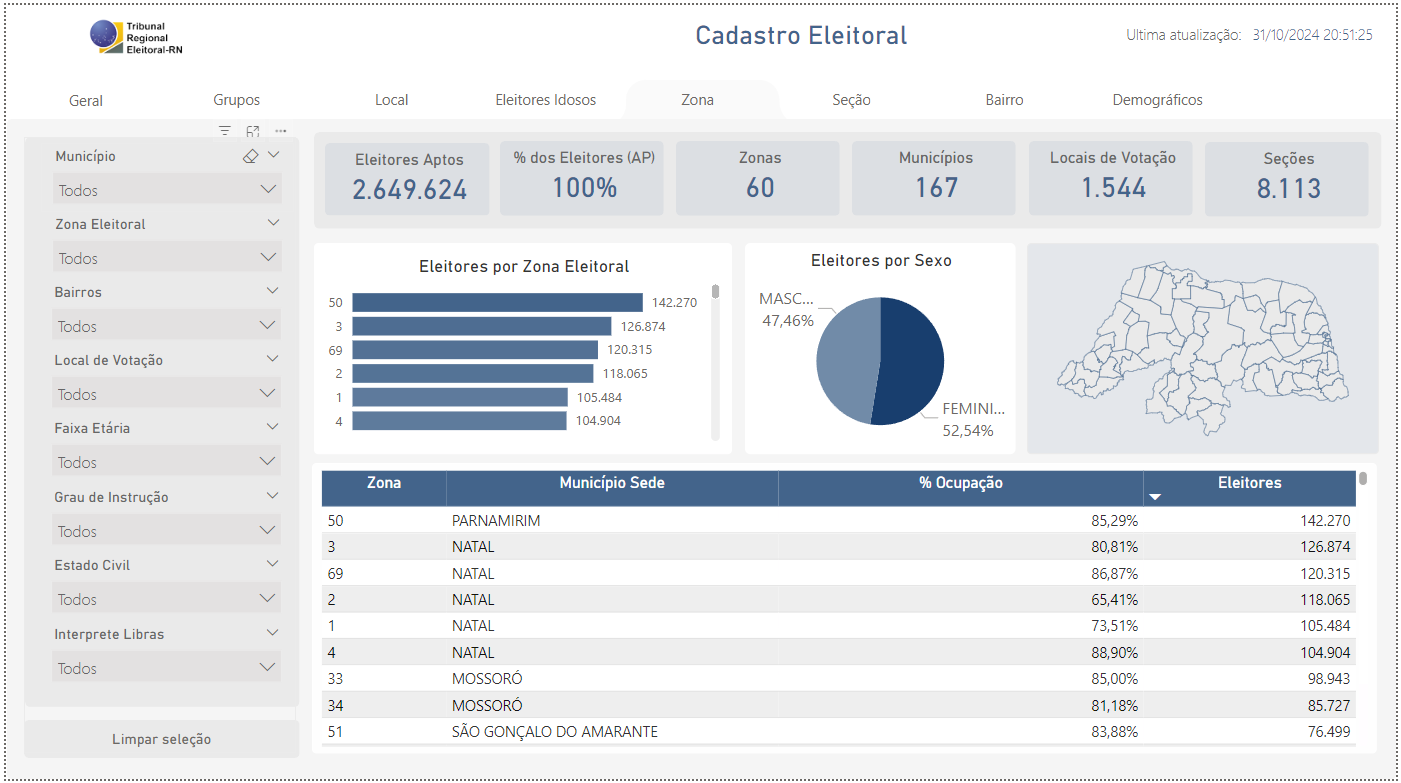 Tribunal
Regional
Eleitoral-RN
Cadastro Eleitoral
Ultima atualização: 31/10/2024 20:51:25
Geral Grupos Local Eleitores Idosos Zona Seção Bairro Demográficos
Município
Todos
Zona Eleitoral
Todos
Bairros
Todos
Local de Votação
Todos
Faixa Etária
Todos
Grau de Instrução
Todos
Estado Civil
Todos
Interprete Libras
Todos
Limpar seleção
Eleitores Aptos
2.649.624
% dos Eleitores (AP)
100%
Zonas
60
Municípios
167
Locais de Votação
1.544
Seções
8.113
Eleitores por Zona Eleitoral
50 142.270
3 126.874
69 120.315
2 118.065
1 105.484
4 104.904
Eleitores por Sexo
MASC...
47,46%
FEMINI...
52,54%
Zona Município Sede % Ocupação Eleitores
50 PARNAMIRIM 85,29% 142.270
3 NATAL 80,81% 126.874
69 NATAL 86,87% 120.315
2 NATAL 65,41% 118.065
1 NATAL 73,51% 105.484
4 NATAL 88,90% 104.904
33 MOSSORÓ 85,00% 98.943
34 MOSSORÓ 81,18% 85.727
51 SÃO GONÇALO DO AMARANTE 83,88% 76.499